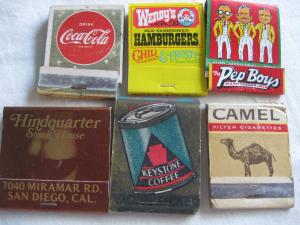 DRINK
Coca-Cola
Wendy's
OLD FASHIONED
HAMBURGERS
CHILI
& FROSTY
The
Pep Boys
Hindquarter
Steak House
7040 MIRAMAR RD.
SAN DIEGO, CAL.
KEYSTONE
COFFEE
CAMEL
FILTER CIGARETTES